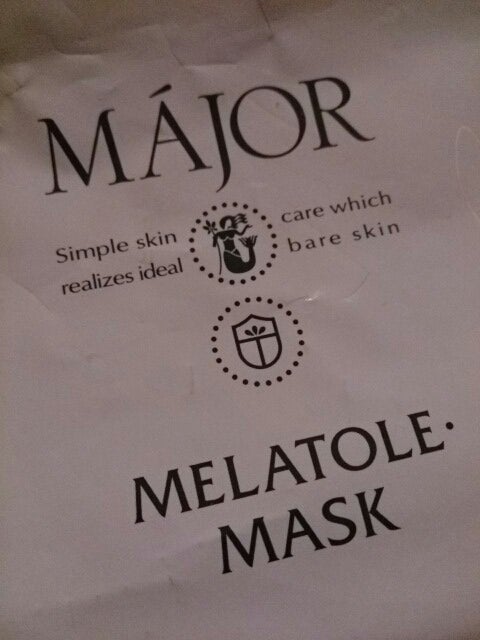 MÁJOR
Simple skin care which
realizes ideal bare skin
MELATOLE·
MASK